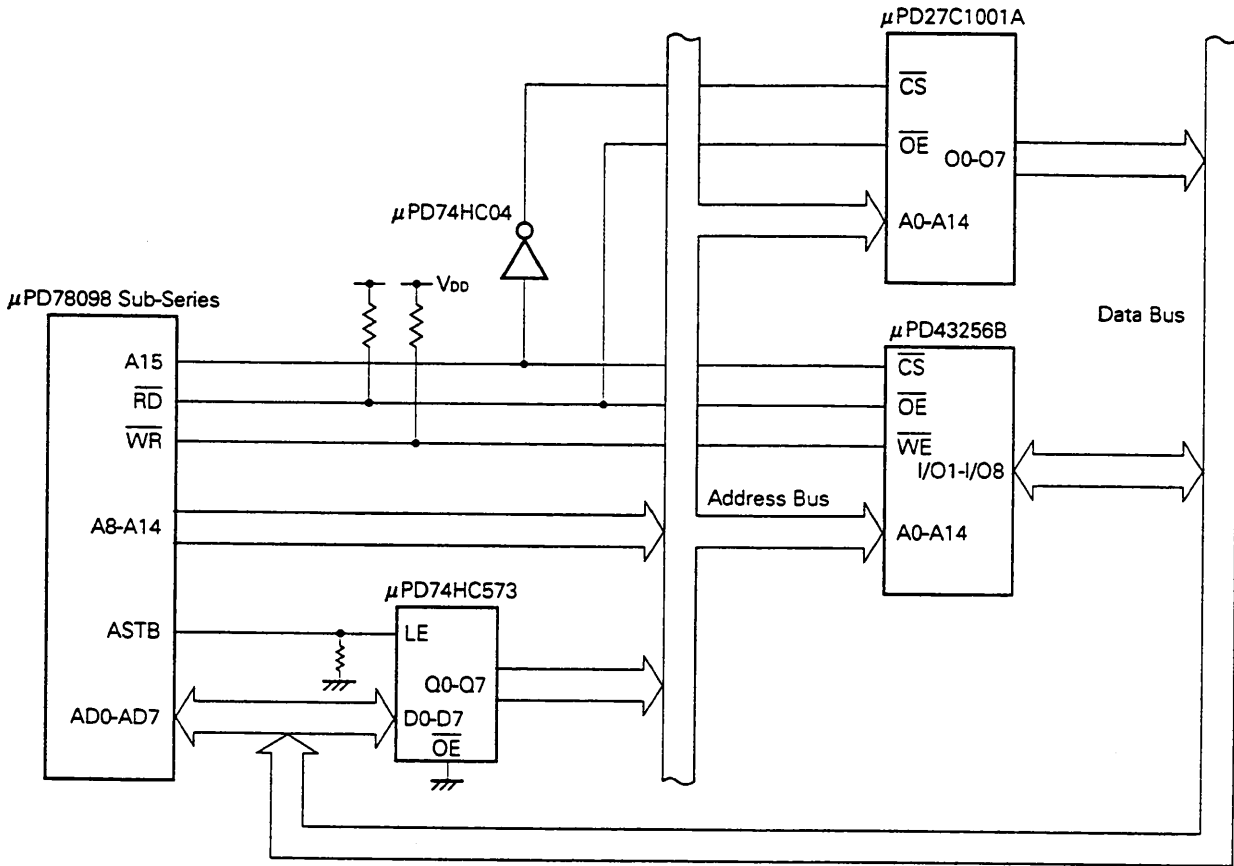 μPD27C1001A
CS
OE
O0-O7
A0-A14
μPD74HC04
VDD
μPD78098 Sub-Series
A15
RD
WR
A8-A14
ASTB
AD0-AD7
Data Bus
μPD43256B
CS
OE
WE
I/O1-I/O8
Address Bus
A0-A14
μPD74HC573
LE
Q0-Q7
D0-D7
OE